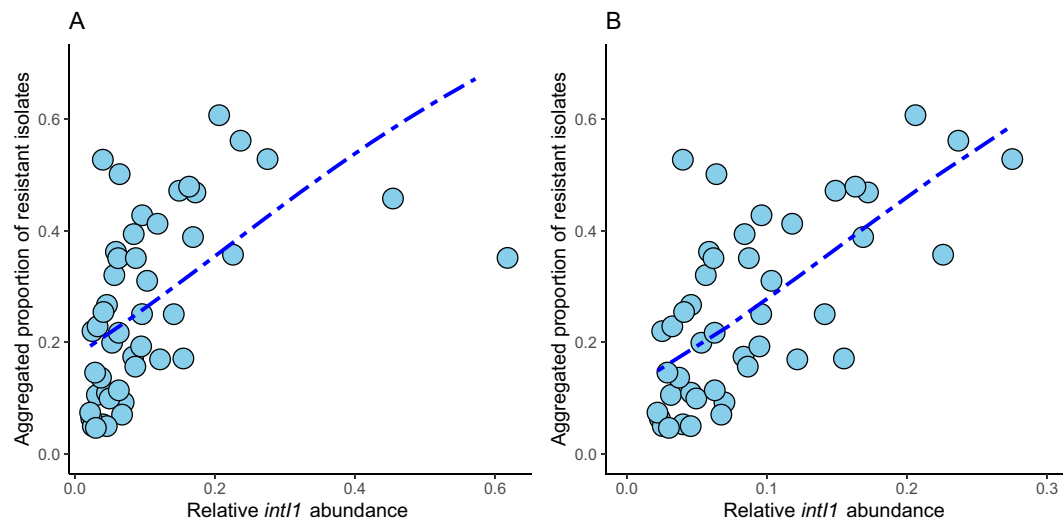 A
Aggregated proportion of resistant isolates
0.6
0.4
0.2
0.0
0.0 0.2 0.4 0.6
Relative intI1 abundance
B
Aggregated proportion of resistant isolates
0.6
0.4
0.2
0.0
0.0 0.1 0.2 0.3
Relative intI1 abundance